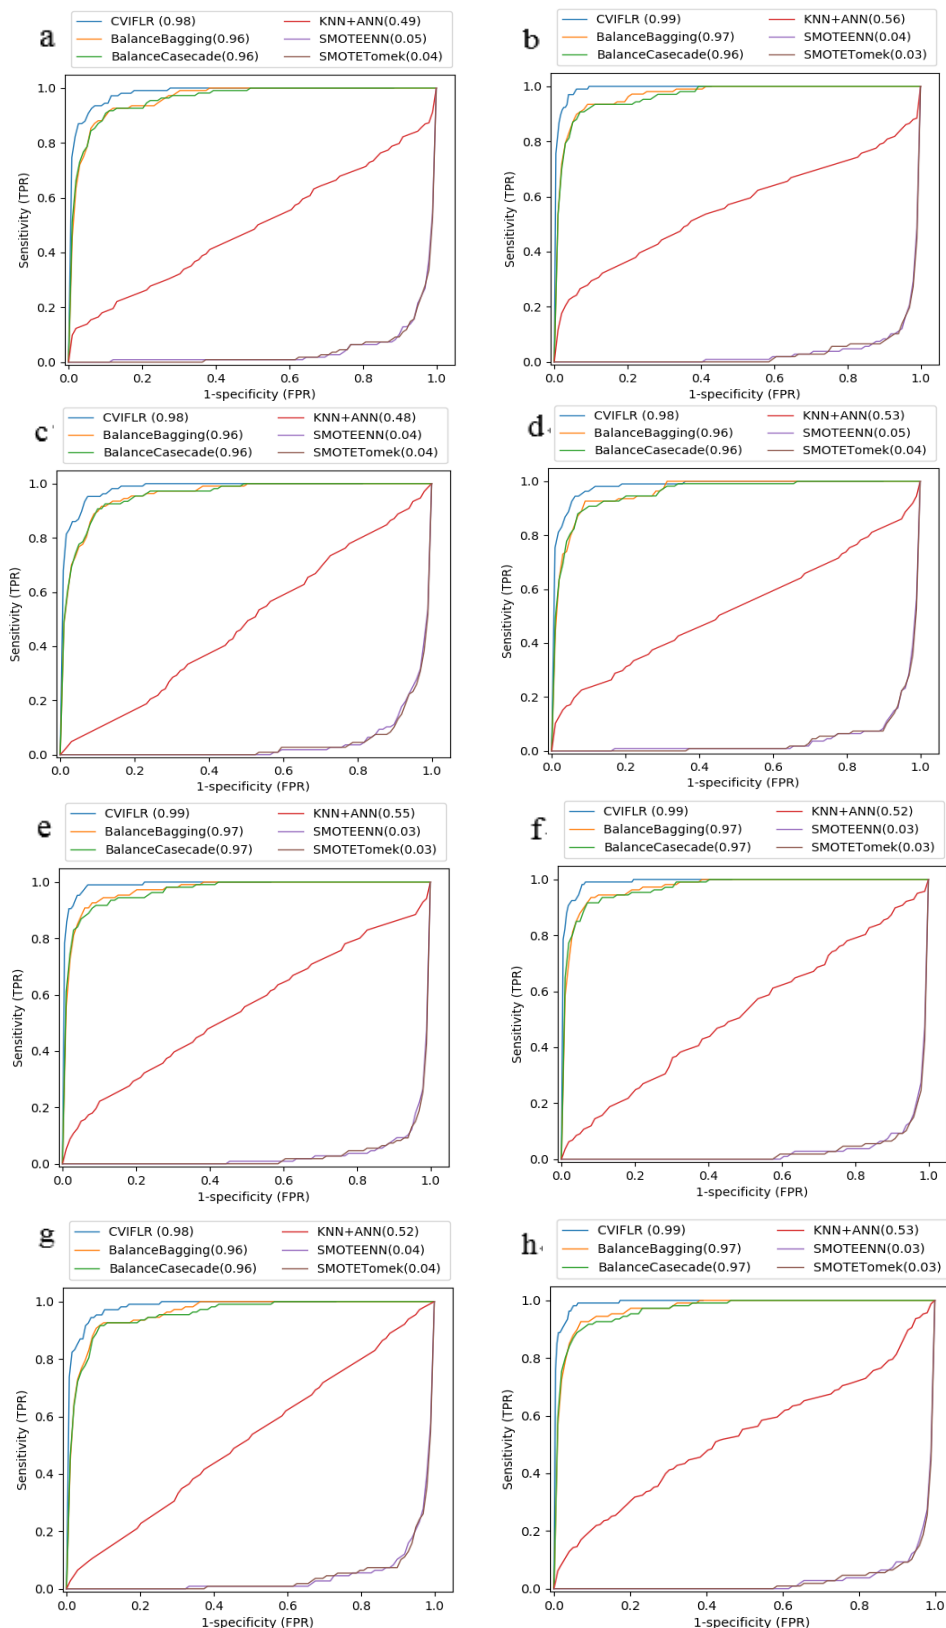 a
CVIFLR (0.98) KNN+ANN(0.49)
BalanceBagging(0.96) SMOTEENN(0.05)
BalanceCasecade(0.96) SMOTETomek(0.04)
1.0
0.8
0.6
0.4
0.2
0.0
Sensitivity (TPR)
0.0 0.2 0.4 0.6 0.8 1.0
1-specificity (FPR)
b
CVIFLR (0.99) KNN+ANN(0.56)
BalanceBagging(0.97) SMOTEENN(0.04)
BalanceCasecade(0.96) SMOTETomek(0.03)
1.0
0.8
0.6
0.4
0.2
0.0
Sensitivity (TPR)
0.0 0.2 0.4 0.6 0.8 1.0
1-specificity (FPR)
c
CVIFLR (0.98) KNN+ANN(0.48)
BalanceBagging(0.96) SMOTEENN(0.04)
BalanceCasecade(0.96) SMOTETomek(0.04)
1.0
0.8
0.6
0.4
0.2
0.0
Sensitivity (TPR)
0.0 0.2 0.4 0.6 0.8 1.0
1-specificity (FPR)
d
CVIFLR (0.98) KNN+ANN(0.53)
BalanceBagging(0.96) SMOTEENN(0.05)
BalanceCasecade(0.96) SMOTETomek(0.04)
1.0
0.8
0.6
0.4
0.2
0.0
Sensitivity (TPR)
0.0 0.2 0.4 0.6 0.8 1.0
1-specificity (FPR)
e
CVIFLR (0.99) KNN+ANN(0.55)
BalanceBagging(0.97) SMOTEENN(0.03)
BalanceCasecade(0.97) SMOTETomek(0.03)
1.0
0.8
0.6
0.4
0.2
0.0
Sensitivity (TPR)
0.0 0.2 0.4 0.6 0.8 1.0
1-specificity (FPR)
f
CVIFLR (0.99) KNN+ANN(0.52)
BalanceBagging(0.97) SMOTEENN(0.03)
BalanceCasecade(0.97) SMOTETomek(0.03)
1.0
0.8
0.6
0.4
0.2
0.0
Sensitivity (TPR)
0.0 0.2 0.4 0.6 0.8 1.0
1-specificity (FPR)
g
CVIFLR (0.98) KNN+ANN(0.52)
BalanceBagging(0.96) SMOTEENN(0.04)
BalanceCasecade(0.96) SMOTETomek(0.04)
1.0
0.8
0.6
0.4
0.2
0.0
Sensitivity (TPR)
0.0 0.2 0.4 0.6 0.8 1.0
1-specificity (FPR)
h
CVIFLR (0.99) KNN+ANN(0.53)
BalanceBagging(0.97) SMOTEENN(0.03)
BalanceCasecade(0.97) SMOTETomek(0.03)
1.0
0.8
0.6
0.4
0.2
0.0
Sensitivity (TPR)
0.0 0.2 0.4 0.6 0.8 1.0
1-specificity (FPR)